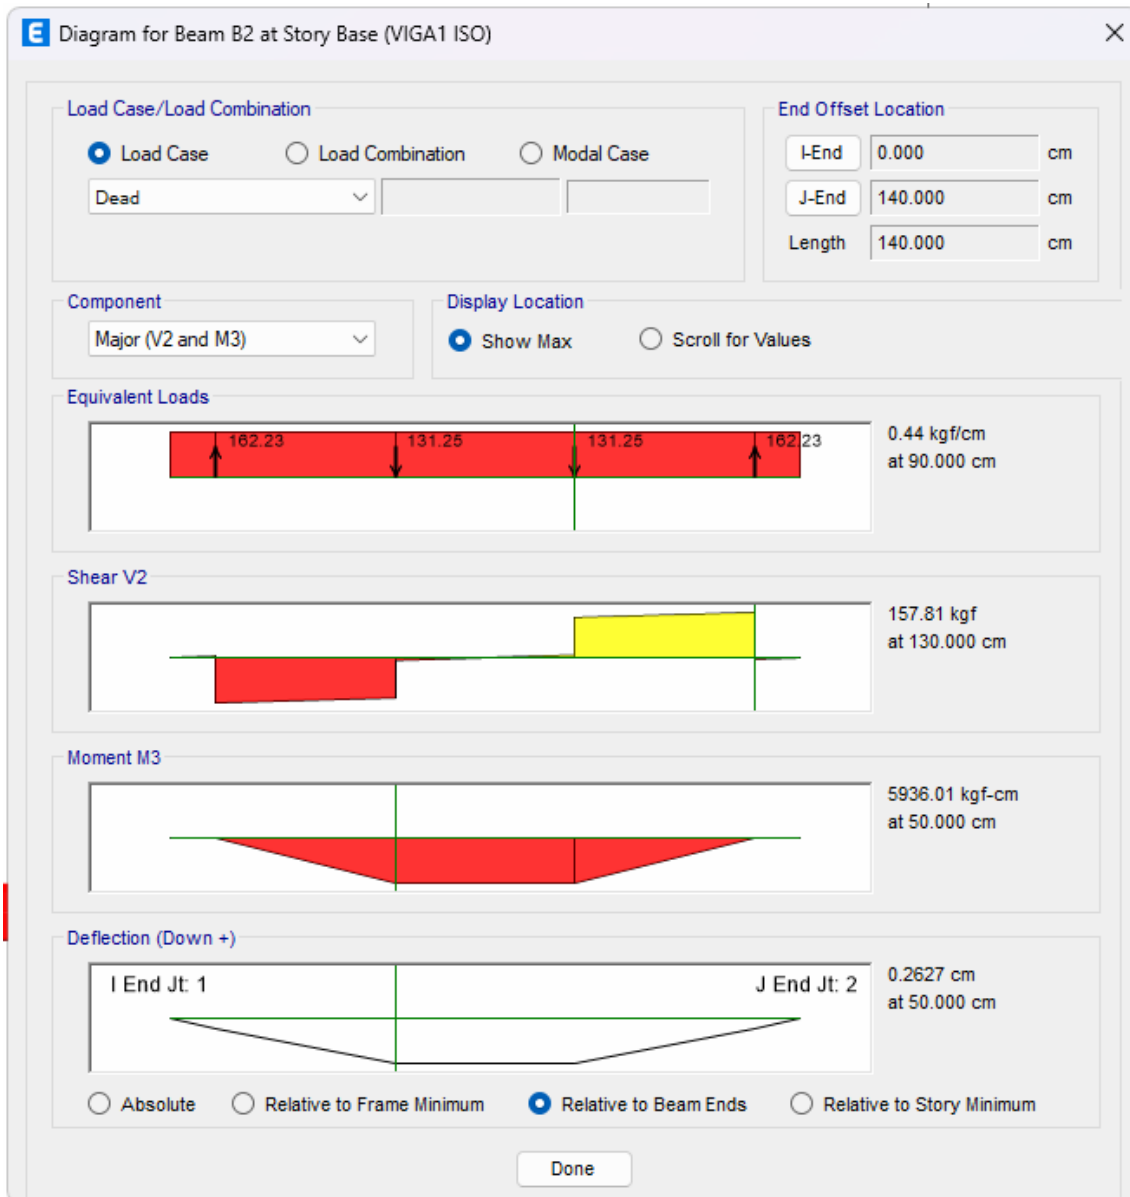 E Diagram for Beam B2 at Story Base (VIGA1 ISO)
Load Case/Load Combination
Load Case Load Combination Modal Case
Dead
End Offset Location
I-End 0.000 cm
J-End 140.000 cm
Length 140.000 cm
Component
Major (V2 and M3)
Display Location
Show Max Scroll for Values
Equivalent Loads
162.23 131.25 131.25 162.23
0.44 kgf/cm
at 90.000 cm
Shear V2
157.81 kgf
at 130.000 cm
Moment M3
5936.01 kgf-cm
at 50.000 cm
Deflection (Down +)
I End Jt: 1 J End Jt: 2
0.2627 cm
at 50.000 cm
Absolute Relative to Frame Minimum Relative to Beam Ends Relative to Story Minimum
Done